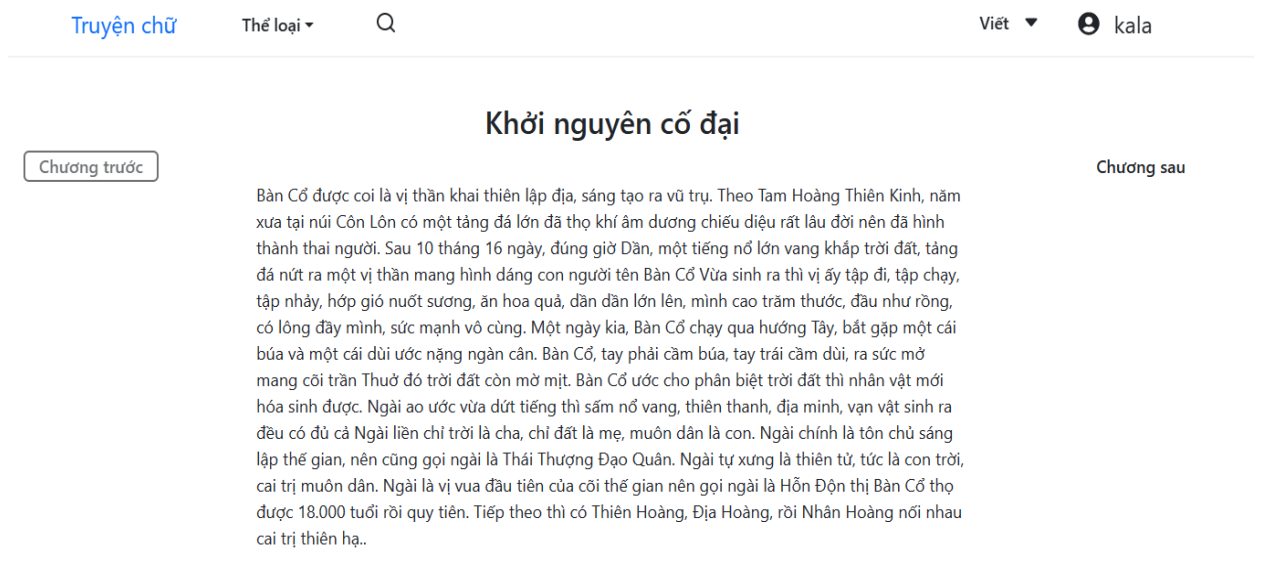 Truyện chữ Thể loại Viết kala
Khởi nguyên cố đại
Chương trước Chương sau
Bàn Cổ được coi là vị thần khai thiên lập địa, sáng tạo ra vũ trụ. Theo Tam Hoàng Thiên Kinh, năm
xưa tại núi Côn Lôn có một tảng đá lớn đã thọ khí âm dương chiếu diệu rất lâu đời nên đã hình
thành thai người. Sau 10 tháng 16 ngày, đúng giờ Dần, một tiếng nổ lớn vang khắp trời đất, tảng
đá nứt ra một vị thần mang hình dáng con người tên Bàn Cổ Vừa sinh ra thì vị ấy tập đi, tập chạy,
tập nhảy, hớp gió nuốt sương, ăn hoa quả, dần dần lớn lên, mình cao trăm thước, đầu như rồng,
có lông đầy mình, sức mạnh vô cùng. Một ngày kia, Bàn Cổ chạy qua hướng Tây, bắt gặp một cái
búa và một cái dùi ước nặng ngàn cân. Bàn Cổ, tay phải cầm búa, tay trái cầm dùi, ra sức mở
mang cõi trần Thuở đó trời đất còn mờ mịt. Bàn Cổ ước cho phân biệt trời đất thì nhân vật mới
hóa sinh được. Ngài ao ước vừa dứt tiếng thì sấm nổ vang, thiên thanh, địa minh, vạn vật sinh ra
đều có đủ cả Ngài liền chỉ trời là cha, chỉ đất là mẹ, muôn dân là con. Ngài chính là tôn chủ sáng
lập thế gian, nên cũng gọi ngài là Thái Thượng Đạo Quân. Ngài tự xưng là thiên tử, tức là con trời,
cai trị muôn dân. Ngài là vị vua đầu tiên của cõi thế gian nên gọi ngài là Hỗn Độn thị Bàn Cổ thọ
được 18.000 tuổi rồi quy tiên. Tiếp theo thì có Thiên Hoàng, Địa Hoàng, rồi Nhân Hoàng nối nhau
cai trị thiên hạ..